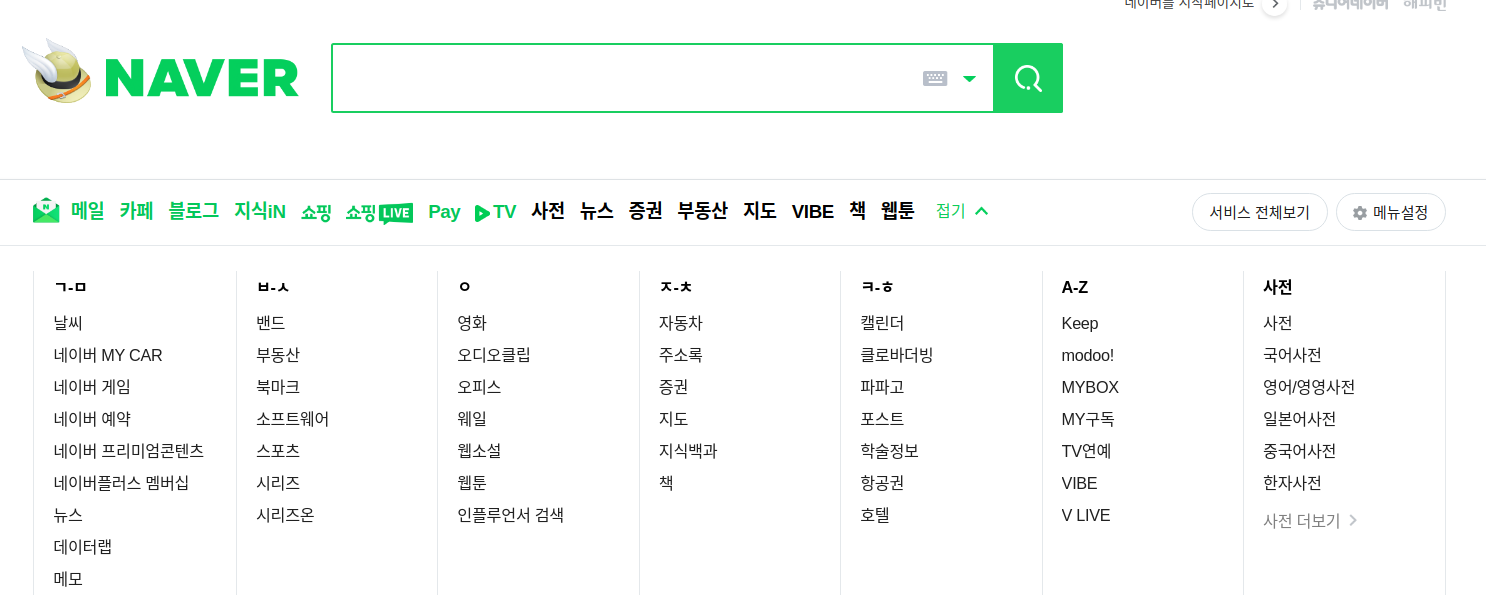 네이버를 시작페이지로
쥬니어네이버 해피빈
NAVER
메일 카페 블로그 지식iN 쇼핑 쇼핑LIVE Pay TV 사전 뉴스 증권 부동산 지도 VIBE 책 웹툰 접기
서비스 전체보기 메뉴설정
ㄱ-ㅁ
날씨
네이버 MY CAR
네이버 게임
네이버 예약
네이버 프리미엄콘텐츠
네이버플러스 멤버십
뉴스
데이터랩
메모
ㅂ-ㅅ
밴드
부동산
북마크
소프트웨어
스포츠
시리즈
시리즈온
ㅇ
영화
오디오클립
오피스
웨일
웹소설
웹툰
인플루언서 검색
ㅈ-ㅊ
자동차
주소록
증권
지도
지식백과
책
ㅋ-ㅎ
캘린더
클로바더빙
파파고
포스트
학술정보
항공권
호텔
A-Z
Keep
modoo!
MYBOX
MY구독
TV연예
VIBE
V LIVE
사전
사전
국어사전
영어/영영사전
일본어사전
중국어사전
한자사전
사전 더보기